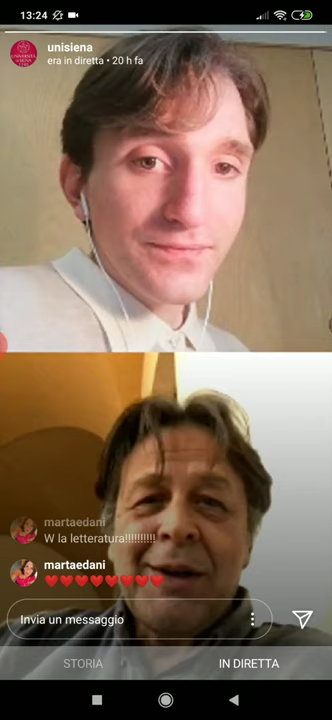 13:24
unisiena
era in diretta • 20 h fa
martaedani
W la letteratura!!!!!!!!!!
martaedani
Invia un messaggio
STORIA
IN DIRETTA